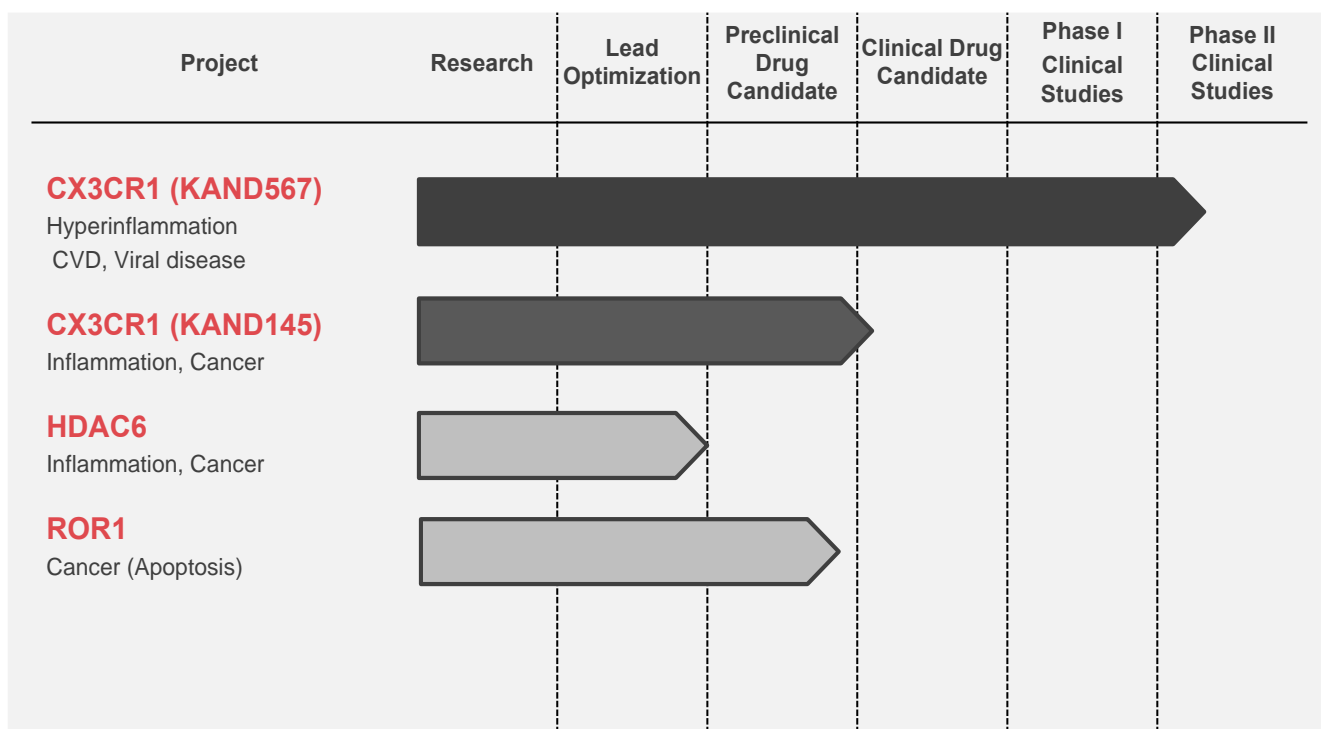 Project
Research
Lead
Optimization
Preclinical
Drug
Candidate
Clinical Drug
Candidate
Phase I
Clinical
Studies
Phase II
Clinical
Studies
CX3CR1 (KAND567)
Hyperinflammation
CVD, Viral disease
CX3CR1 (KAND145)
Inflammation, Cancer
HDAC6
Inflammation, Cancer
ROR1
Cancer (Apoptosis)